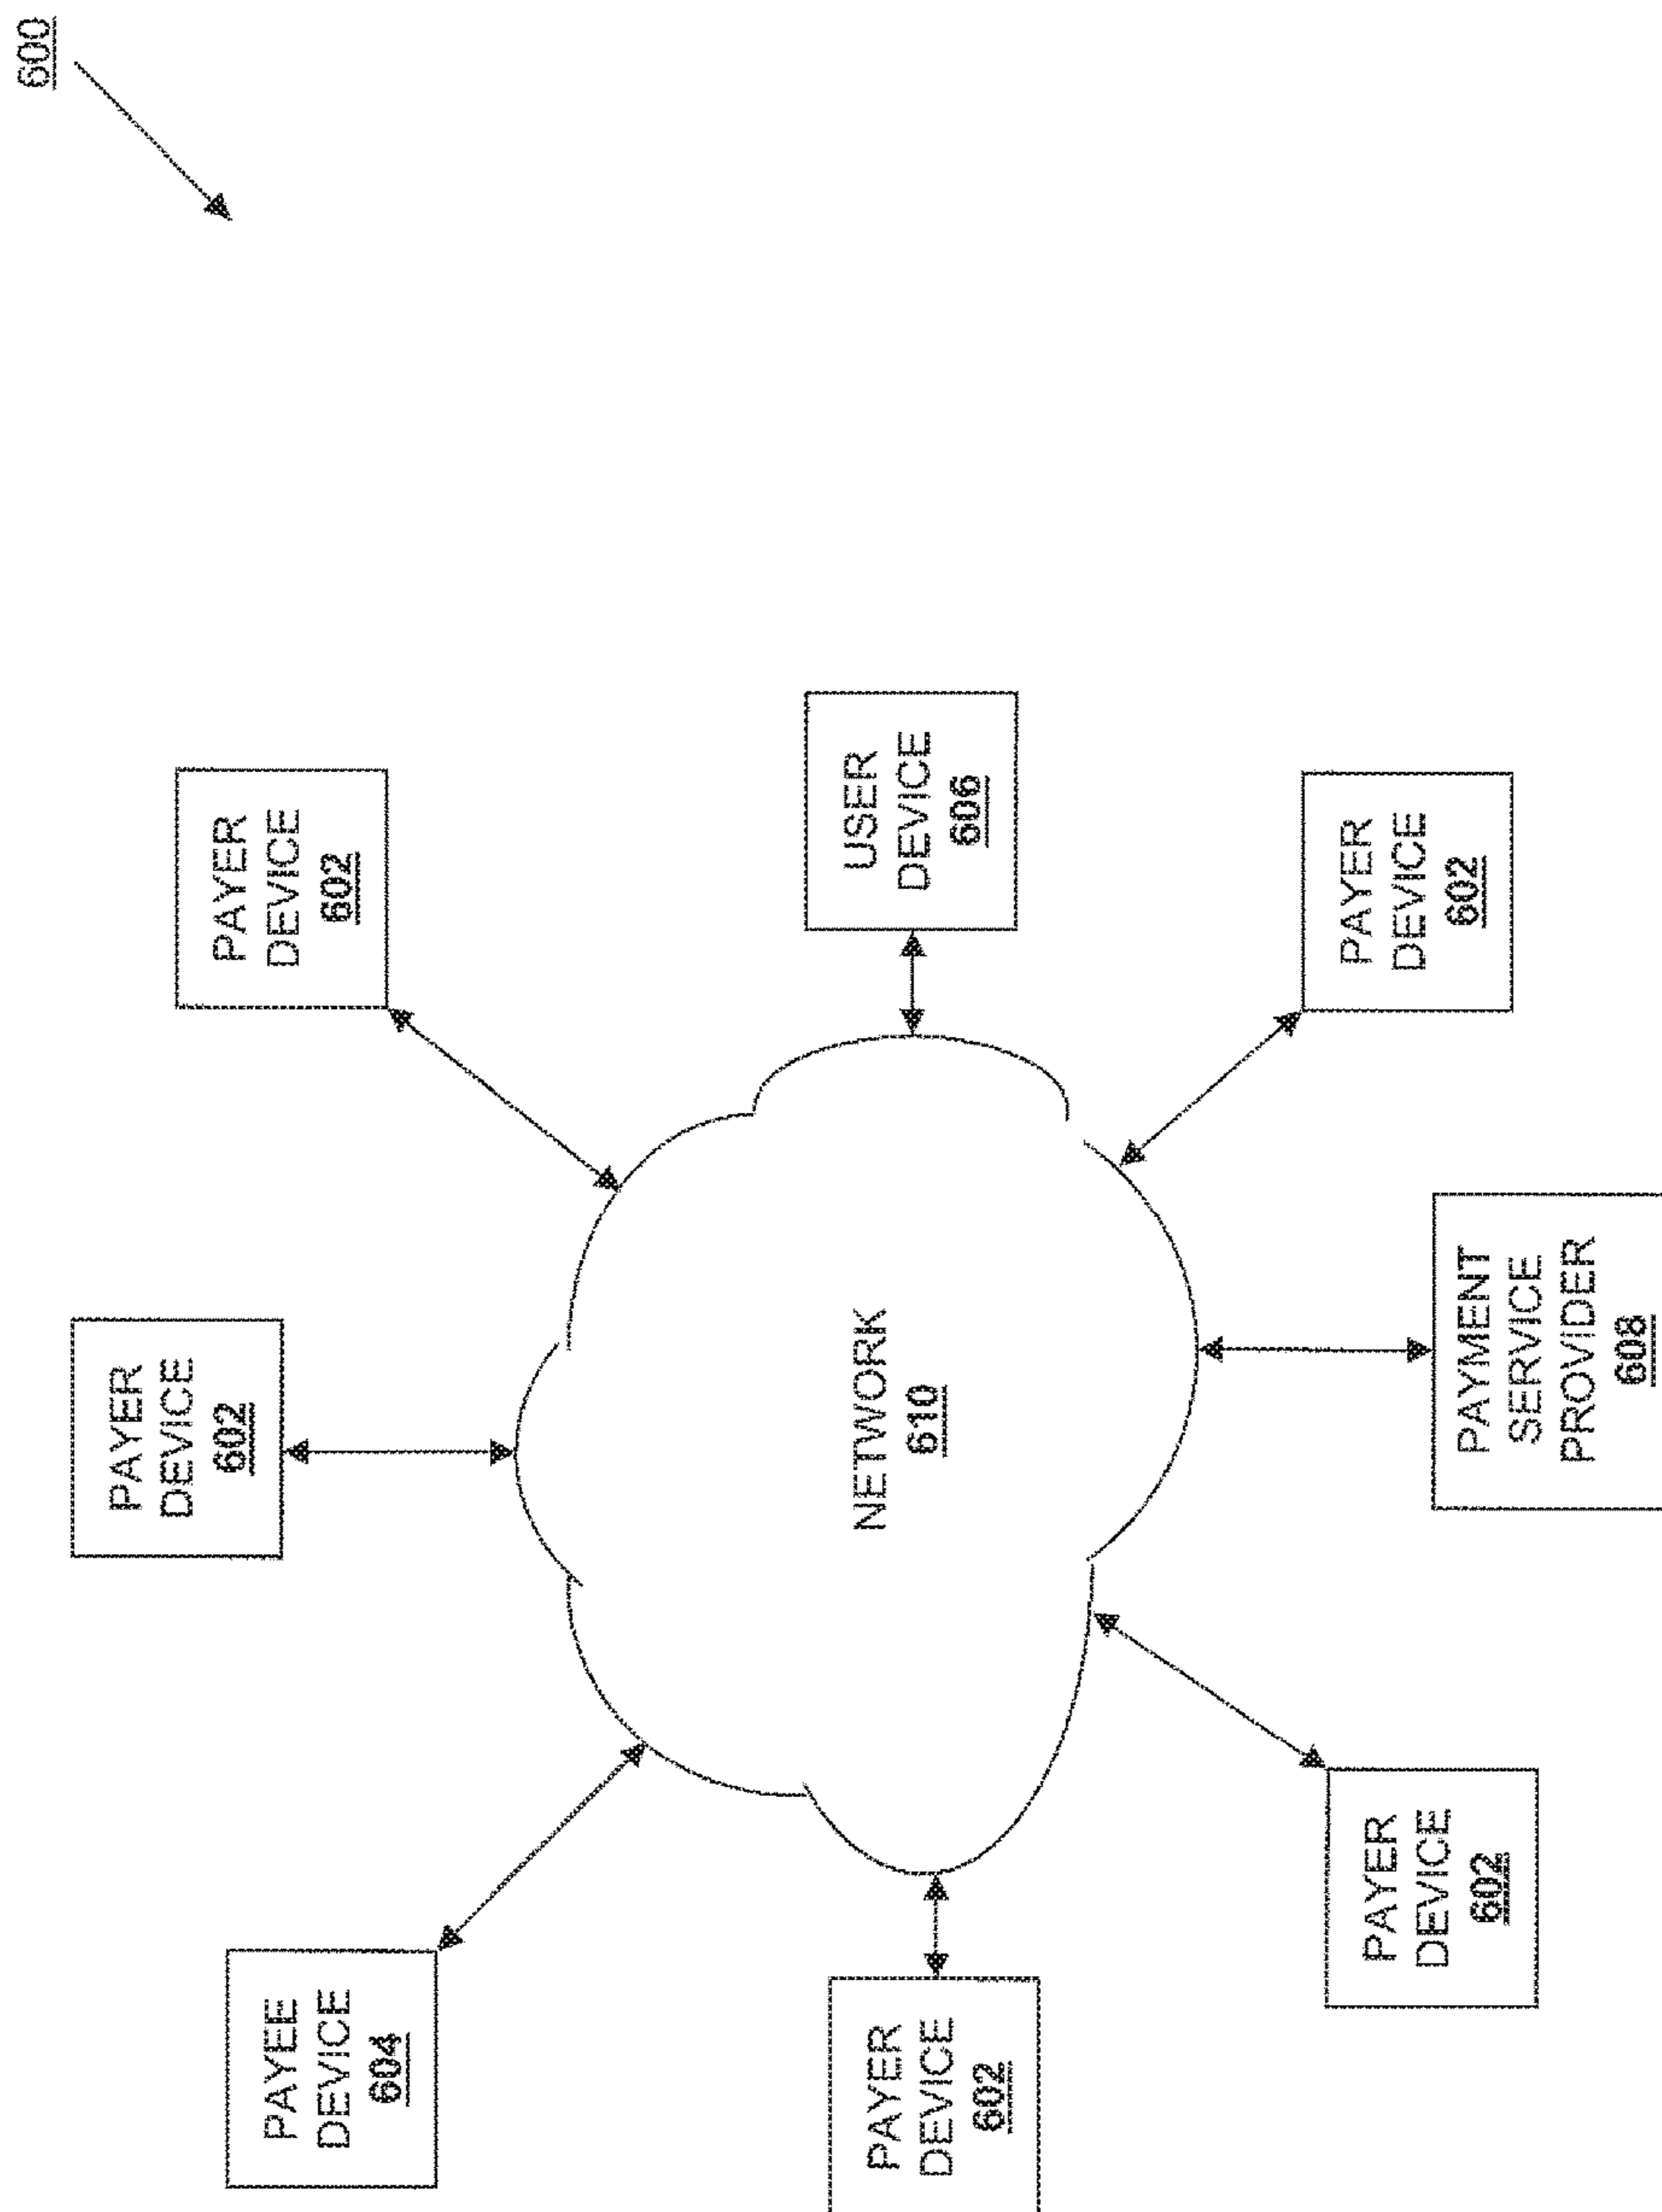 600
PAYEE
DEVICE
604
PAYER
DEVICE
602
PAYER
DEVICE
602
PAYER
DEVICE
602
NETWORK
610
USER
DEVICE
606
PAYER
DEVICE
602
PAYMENT
SERVICE
PROVIDER
608
PAYER
DEVICE
602